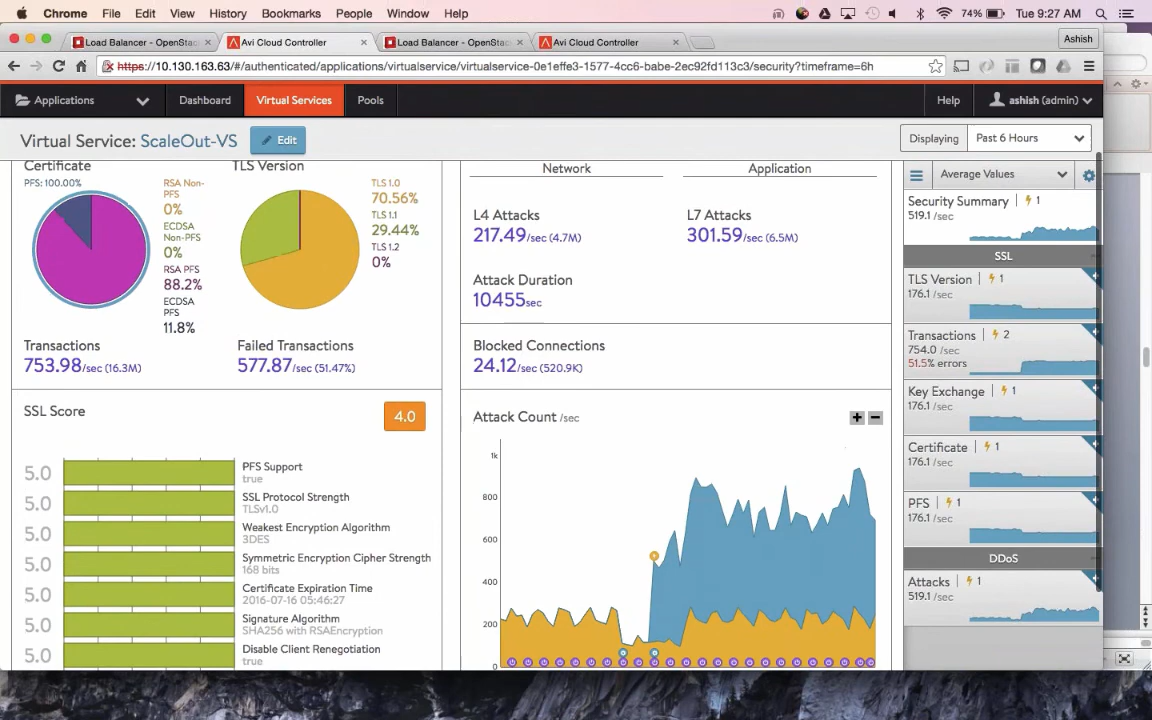 Chrome File Edit View History Bookmarks People Window Help 74% Tue 9:27 AM
Load Balancer - OpenStac Avi Cloud Controller Load Balancer - OpenStac Avi Cloud Controller Ashish
https://10.130.163.63/#/authenticated/applications/virtualservice/virtualservice-0e1effe3-1577-4cc6-babe-2ec92fd113c3/security?timeframe=6h
Applications Dashboard Virtual Services Pools Help ashish (admin)
Virtual Service: ScaleOut-VS Edit Displaying Past 6 Hours
Certificate
PFS: 100.00%
RSA Non-
PFS
0%
ECDSA
Non-PFS
0%
RSA PFS
88.2%
ECDSA
PFS
11.8%
TLS Version
TLS 1.0
70.56%
TLS 1.1
29.44%
TLS 1.2
0%
Transactions
753.98/sec (16.3M)
Failed Transactions
577.87/sec (51.47%)
SSL Score 4.0
5.0 PFS Support
true
5.0 SSL Protocol Strength
TLSv1.0
5.0 Weakest Encryption Algorithm
3DES
5.0 Symmetric Encryption Cipher Strength
168 bits
5.0 Certificate Expiration Time
2016-07-16 05:46:27
5.0 Signature Algorithm
SHA256 with RSAEncryption
5.0 Disable Client Renegotiation
true
Network
Application
L4 Attacks
217.49/sec (4.7M)
L7 Attacks
301.59/sec (6.5M)
Attack Duration
10455sec
Blocked Connections
24.12/sec (520.9K)
Attack Count /sec
1k
800
600
400
200
0
Average Values
Security Summary 1
519.1 /sec
SSL
TLS Version 1
176.1 /sec
Transactions 2
754.0 /sec
51.5% errors
Key Exchange 1
176.1 /sec
Certificate 1
176.1 /sec
PFS 1
176.1 /sec
DDoS
Attacks 1
519.1 /sec